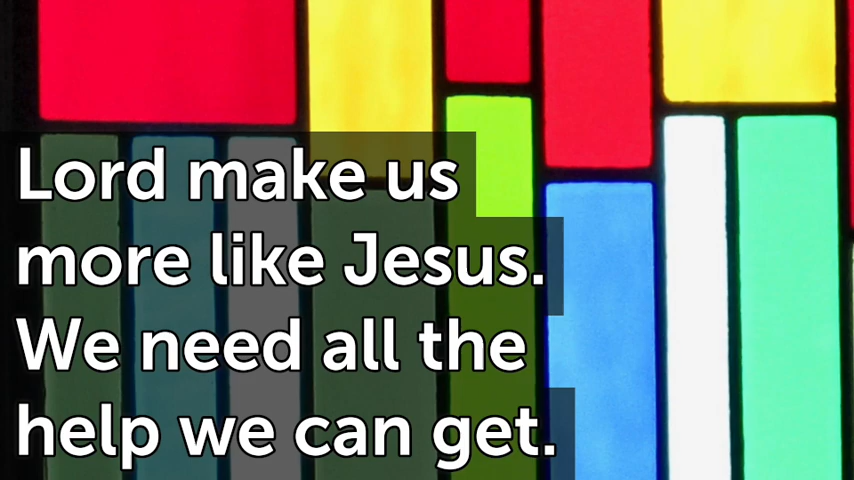 Lord make us
more like Jesus.
We need all the
help we can get.